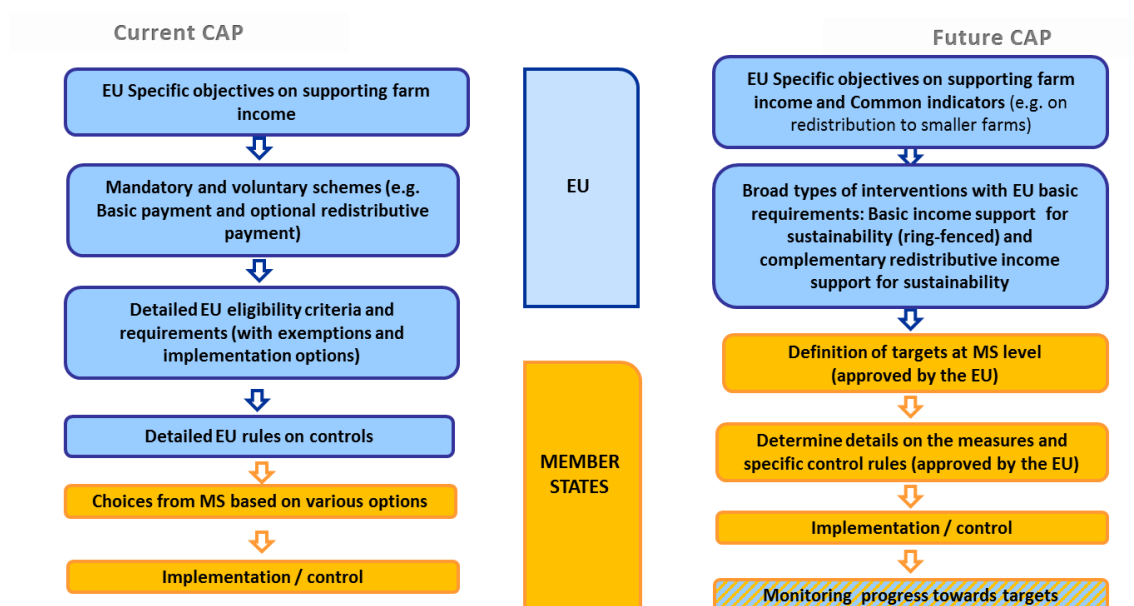 Current CAP
EU Specific objectives on supporting farm
income
Mandatory and voluntary schemes (e.g.
Basic payment and optional redistributive
payment)
Detailed EU eligibility criteria and
requirements (with exemptions and
implementation options)
Detailed EU rules on controls
Choices from MS based on various options
Implementation / control
EU
MEMBER
STATES
Future CAP
EU Specific objectives on supporting farm
income and Common indicators (e.g. on
redistribution to smaller farms)
Broad types of interventions with EU basic
requirements: Basic income support for
sustainability (ring-fenced) and
complementary redistributive income
support for sustainability
Definition of targets at MS level
(approved by the EU)
Determine details on the measures and
specific control rules (approved by the EU)
Implementation / control
Monitoring progress towards targets